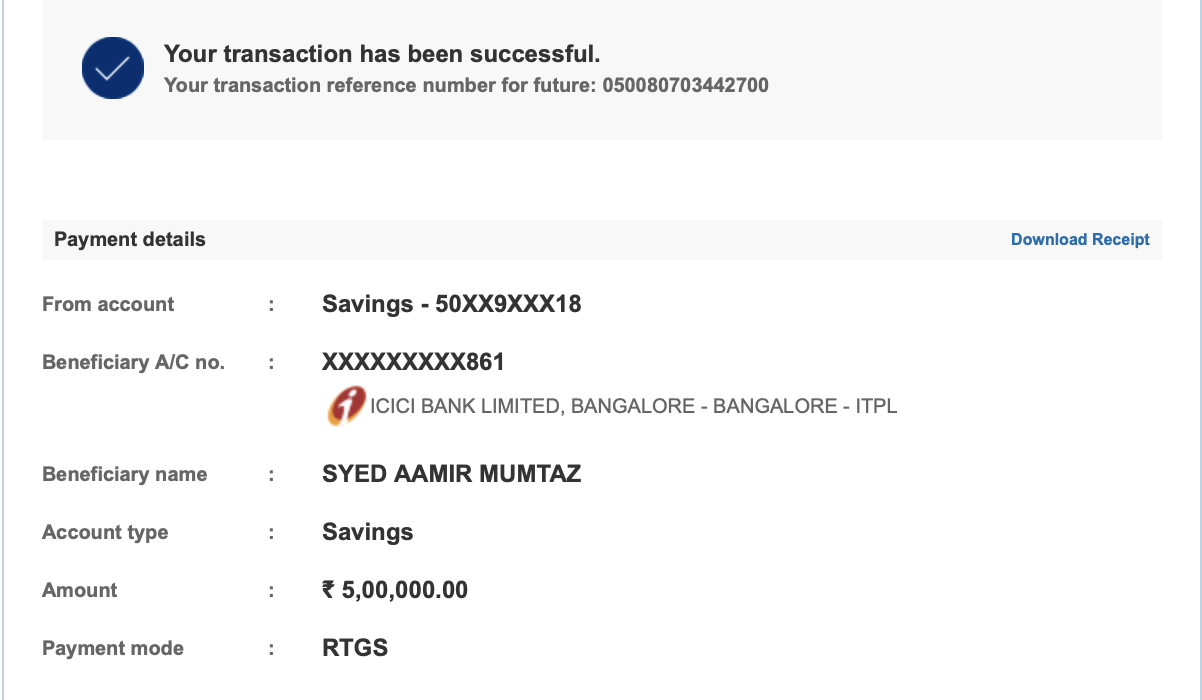 Your transaction has been successful.
Your transaction reference number for future: 050080703442700
Payment details Download Receipt
From account : Savings - 50XX9XXX18
Beneficiary A/C no. : XXXXXXXXX861
ICICI BANK LIMITED, BANGALORE - BANGALORE - ITPL
Beneficiary name : SYED AAMIR MUMTAZ
Account type : Savings
Amount : ₹ 5,00,000.00
Payment mode : RTGS